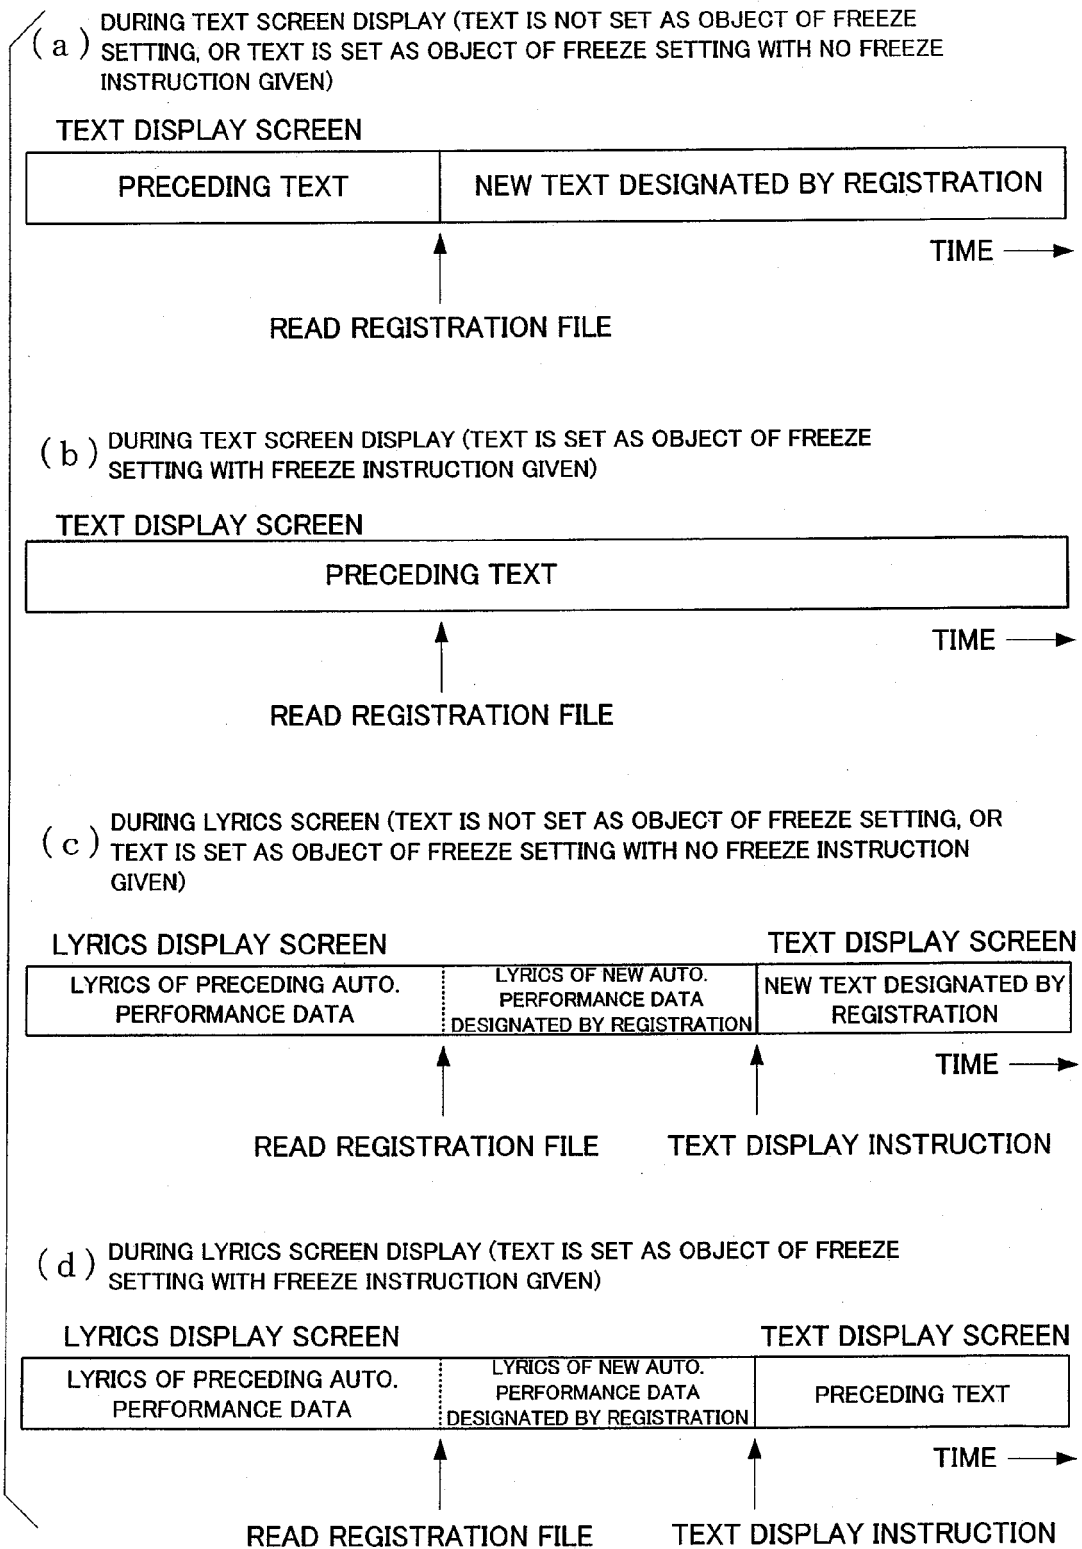 (a) DURING TEXT SCREEN DISPLAY (TEXT IS NOT SET AS OBJECT OF FREEZE
SETTING, OR TEXT IS SET AS OBJECT OF FREEZE SETTING WITH NO FREEZE
INSTRUCTION GIVEN)
TEXT DISPLAY SCREEN
PRECEDING TEXT
NEW TEXT DESIGNATED BY REGISTRATION
TIME
READ REGISTRATION FILE
(b) DURING TEXT SCREEN DISPLAY (TEXT IS SET AS OBJECT OF FREEZE
SETTING WITH FREEZE INSTRUCTION GIVEN)
TEXT DISPLAY SCREEN
PRECEDING TEXT
TIME
READ REGISTRATION FILE
(c) DURING LYRICS SCREEN (TEXT IS NOT SET AS OBJECT OF FREEZE SETTING, OR
TEXT IS SET AS OBJECT OF FREEZE SETTING WITH NO FREEZE INSTRUCTION
GIVEN)
LYRICS DISPLAY SCREEN
TEXT DISPLAY SCREEN
LYRICS OF PRECEDING AUTO.
PERFORMANCE DATA
LYRICS OF NEW AUTO.
PERFORMANCE DATA
DESIGNATED BY REGISTRATION
NEW TEXT DESIGNATED BY
REGISTRATION
TIME
READ REGISTRATION FILE
TEXT DISPLAY INSTRUCTION
(d) DURING LYRICS SCREEN DISPLAY (TEXT IS SET AS OBJECT OF FREEZE
SETTING WITH FREEZE INSTRUCTION GIVEN)
LYRICS DISPLAY SCREEN
TEXT DISPLAY SCREEN
LYRICS OF PRECEDING AUTO.
PERFORMANCE DATA
LYRICS OF NEW AUTO.
PERFORMANCE DATA
DESIGNATED BY REGISTRATION
PRECEDING TEXT
TIME
READ REGISTRATION FILE
TEXT DISPLAY INSTRUCTION